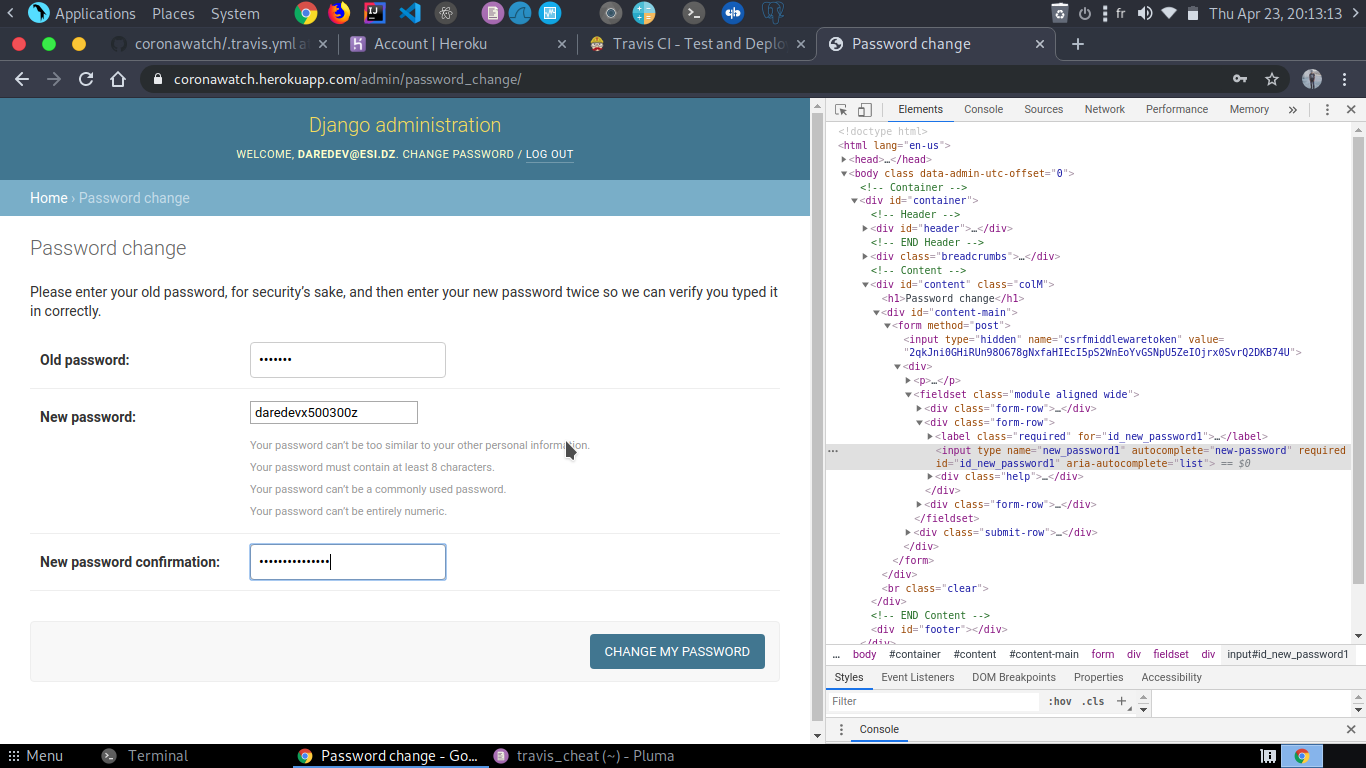 Applications Places System fr Thu Apr 23, 20:13:13
coronawatch/.travis.yml a Account | Heroku Travis CI - Test and Deplo Password change
coronawatch.herokuapp.com/admin/password_change/
Django administration
WELCOME, DAREDEV@ESI.DZ. CHANGE PASSWORD / LOG OUT
Home › Password change
Password change
Please enter your old password, for security's sake, and then enter your new password twice so we can verify you typed it
in correctly.
Old password: •••••••
New password: daredevx500300z
Your password can't be too similar to your other personal information.
Your password must contain at least 8 characters.
Your password can't be a commonly used password.
Your password can't be entirely numeric.
New password confirmation: •••••••••••••••
CHANGE MY PASSWORD
Elements Console Sources Network Performance Memory »
<!doctype html>
<html lang="en-us">
<head>…</head>
<body class data-admin-utc-offset="0">
<!-- Container -->
<div id="container">
<!-- Header -->
<div id="header">…</div>
<!-- END Header -->
<div class="breadcrumbs">…</div>
<!-- Content -->
<div id="content" class="colM">
<h1>Password change</h1>
<div id="content-main">
<form method="post">
<input type="hidden" name="csrfmiddlewaretoken" value=
"2qkJni0GHiRUn98O678gNxfaHIEcI5pS2WnEoYvGSNpU5ZeIOjrx0SvrQ2DKB74U">
<div>
<p>…</p>
<fieldset class="module aligned wide">
<div class="form-row">…</div>
<div class="form-row">
<label class="required" for="id_new_password1">…</label>
<input type name="new_password1" autocomplete="new-password" required
id="id_new_password1" aria-autocomplete="list"> == $0
<div class="help">…</div>
</div>
<div class="form-row">…</div>
</fieldset>
<div class="submit-row">…</div>
</div>
</form>
</div>
<br class="clear">
</div>
<!-- END Content -->
<div id="footer"></div>
</div>
… body #container #content #content-main form div fieldset div input#id_new_password1
Styles Event Listeners DOM Breakpoints Properties Accessibility
Filter :hov .cls +
Console
Menu Terminal Password change - Go... travis_cheat (~) - Pluma